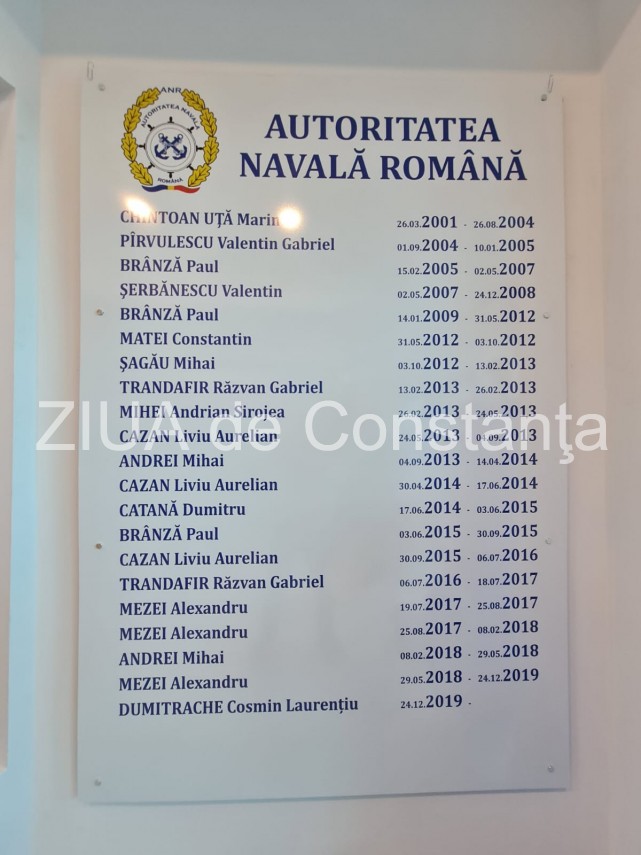 ANR
AUTORITATEA NAVALĂ
ROMÂNĂ
AUTORITATEA
NAVALĂ ROMÂNĂ
CHINTOAN UȚĂ Marin 26.03.2001 - 26.08.2004
PÎRVULESCU Valentin Gabriel 01.09.2004 - 10.01.2005
BRÂNZĂ Paul 15.02.2005 - 02.05.2007
ȘERBĂNESCU Valentin 02.05.2007 - 24.12.2008
BRÂNZĂ Paul 14.01.2009 - 31.05.2012
MATEI Constantin 31.05.2012 - 03.10.2012
ȘAGĂU Mihai 03.10.2012 - 13.02.2013
TRANDAFIR Răzvan Gabriel 13.02.2013 - 26.02.2013
MIHEI Andrian Sirojea 26.02.2013 - 24.05.2013
ZIUA de Constanța
CAZAN Liviu Aurelian 24.05.2013 - 04.09.2013
ANDREI Mihai 04.09.2013 - 14.04.2014
CAZAN Liviu Aurelian 30.04.2014 - 17.06.2014
CATANĂ Dumitru 17.06.2014 - 03.06.2015
BRÂNZĂ Paul 03.06.2015 - 30.09.2015
CAZAN Liviu Aurelian 30.09.2015 - 06.07.2016
TRANDAFIR Răzvan Gabriel 06.07.2016 - 18.07.2017
MEZEI Alexandru 19.07.2017 - 25.08.2017
MEZEI Alexandru 25.08.2017 - 08.02.2018
ANDREI Mihai 08.02.2018 - 29.05.2018
MEZEI Alexandru 29.05.2018 - 24.12.2019
DUMITRACHE Cosmin Laurențiu 24.12.2019 -